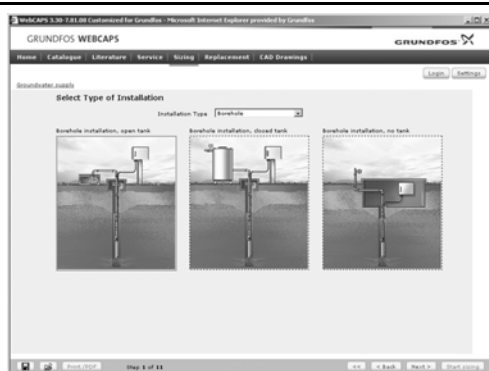 WebCAPS 3.30-7.01.08 Customized for Grundfos - Microsoft Internet Explorer provided by Grundfos
GRUNDFOS WEBCAPS
GRUNDFOS
Home Catalogue Literature Service Sizing Replacement CAD Drawings
Login Settings
Groundwater supply
Select Type of Installation
Installation Type Borehole
Borehole installation, open tank Borehole installation, closed tank Borehole installation, no tank
Print/PDF Step 1 of 11 << < Back Next > Start sizing